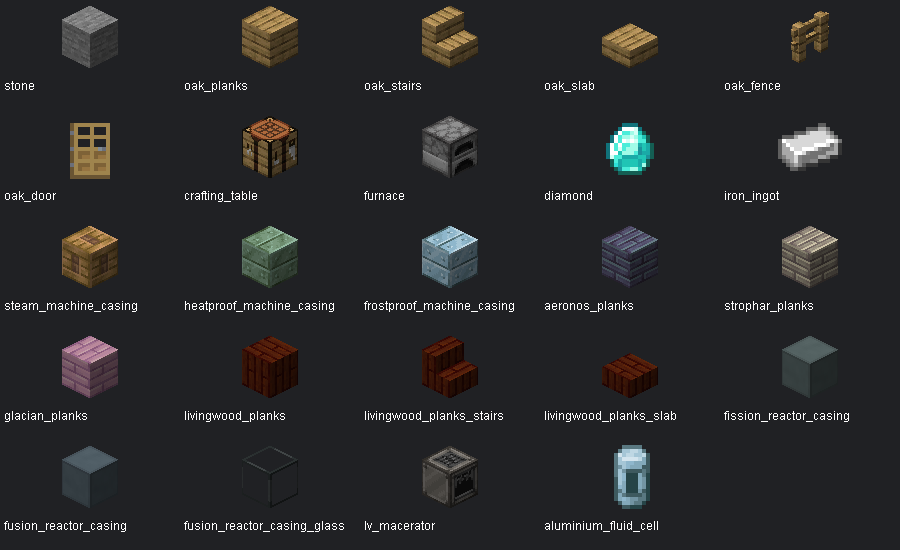 stone
oak_planks
oak_stairs
oak_slab
oak_fence
oak_door
crafting_table
furnace
diamond
iron_ingot
steam_machine_casing
heatproof_machine_casing
frostproof_machine_casing
aeronos_planks
strophar_planks
glacian_planks
livingwood_planks
livingwood_planks_stairs
livingwood_planks_slab
fission_reactor_casing
fusion_reactor_casing
fusion_reactor_casing_glass
lv_macerator
aluminium_fluid_cell